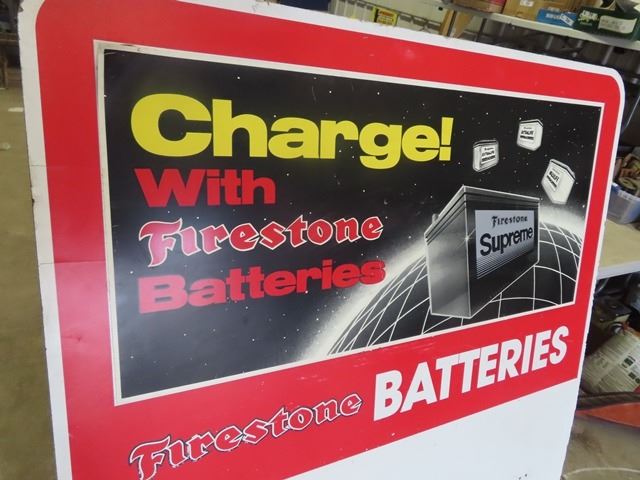 Charge!
With
Firestone
Batteries
Firestone
Supreme
Firestone BATTERIES